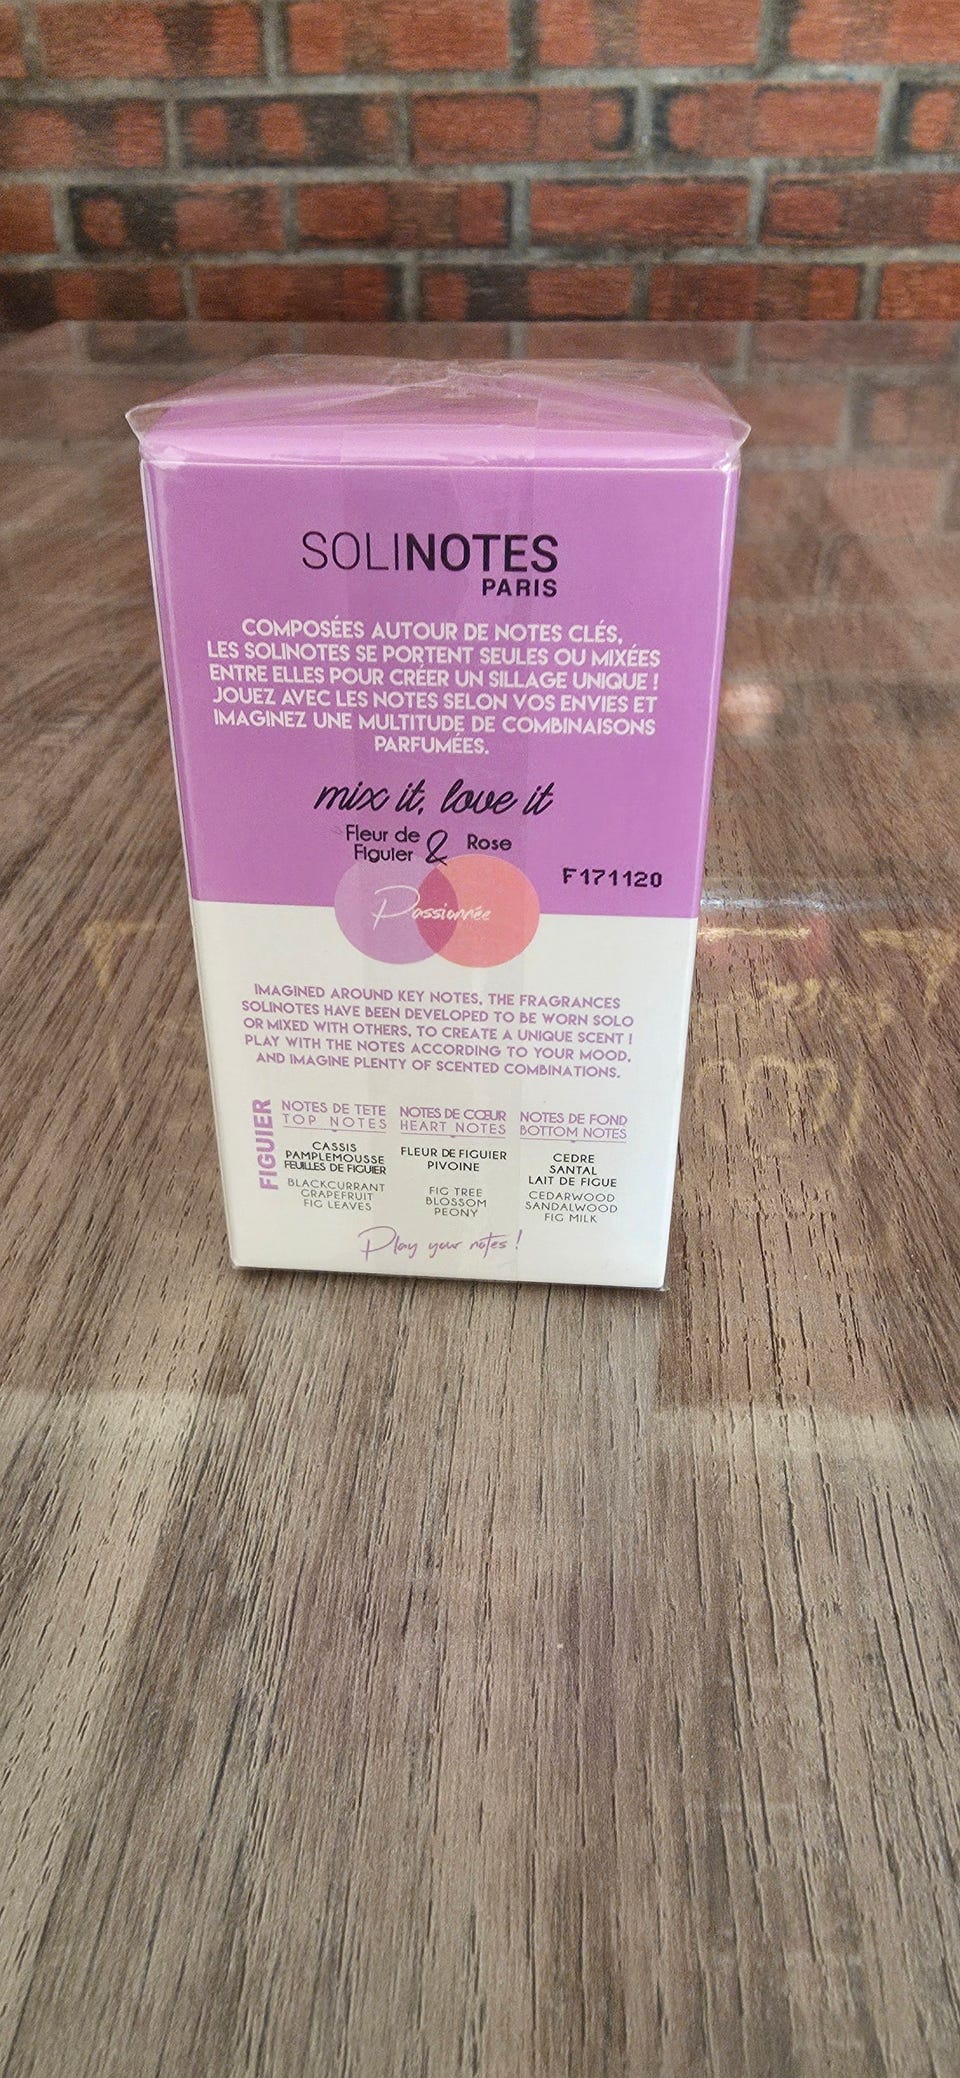 SOLINOTES
PARIS
COMPOSÉES AUTOUR DE NOTES CLÉS,
LES SOLINOTES SE PORTENT SEULES OU MIXÉES
ENTRE ELLES POUR CRÉER UN SILLAGE UNIQUE !
JOUEZ AVEC LES NOTES SELON VOS ENVIES ET
IMAGINEZ UNE MULTITUDE DE COMBINAISONS
PARFUMÉES.
mix it, love it
Fleur de
Figuier & Rose
F171120
Passionnée
IMAGINED AROUND KEY NOTES, THE FRAGRANCES
SOLINOTES HAVE BEEN DEVELOPED TO BE WORN SOLO
OR MIXED WITH OTHERS, TO CREATE A UNIQUE SCENT !
PLAY WITH THE NOTES ACCORDING TO YOUR MOOD,
AND IMAGINE PLENTY OF SCENTED COMBINATIONS.
FIGUIER
NOTES DE TETE
TOP NOTES
CASSIS
PAMPLEMOUSSE
FEUILLES DE FIGUIER
BLACKCURRANT
GRAPEFRUIT
FIG LEAVES
NOTES DE CŒUR
HEART NOTES
FLEUR DE FIGUIER
PIVOINE
FIG TREE
BLOSSOM
PEONY
NOTES DE FOND
BOTTOM NOTES
CEDRE
SANTAL
LAIT DE FIGUE
CEDARWOOD
SANDALWOOD
FIG MILK
Play your notes !